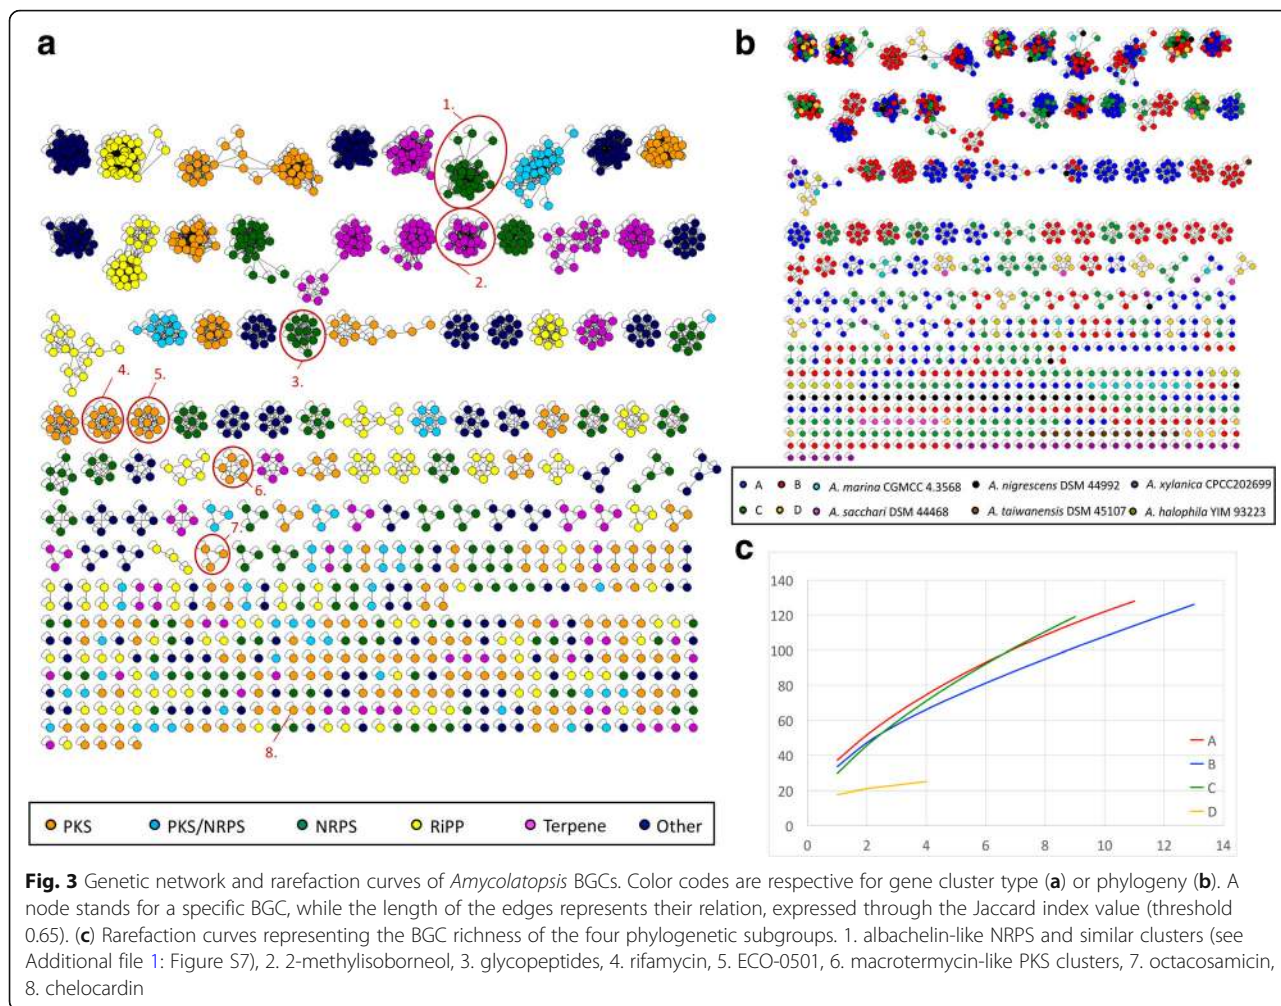 a
1.
2.
3.
4.
5.
6.
7.
8.
PKS PKS/NRPS NRPS RiPP Terpene Other
b
A B A. marina CGMCC 4.3568 A. nigrescens DSM 44992 A. xylanica CPCC202699
C D A. sacchari DSM 44468 A. taiwanensis DSM 45107 A. halophila YIM 93223
c
140
120
100
80
60
40
20
0
0 2 4 6 8 10 12 14
A
B
C
D
Fig. 3 Genetic network and rarefaction curves of Amycolatopsis BGCs. Color codes are respective for gene cluster type (a) or phylogeny (b). A
node stands for a specific BGC, while the length of the edges represents their relation, expressed through the Jaccard index value (threshold
0.65). (c) Rarefaction curves representing the BGC richness of the four phylogenetic subgroups. 1. albachelin-like NRPS and similar clusters (see
Additional file 1: Figure S7), 2. 2-methylisoborneol, 3. glycopeptides, 4. rifamycin, 5. ECO-0501, 6. macrotermycin-like PKS clusters, 7. octacosamicin,
8. chelocardin